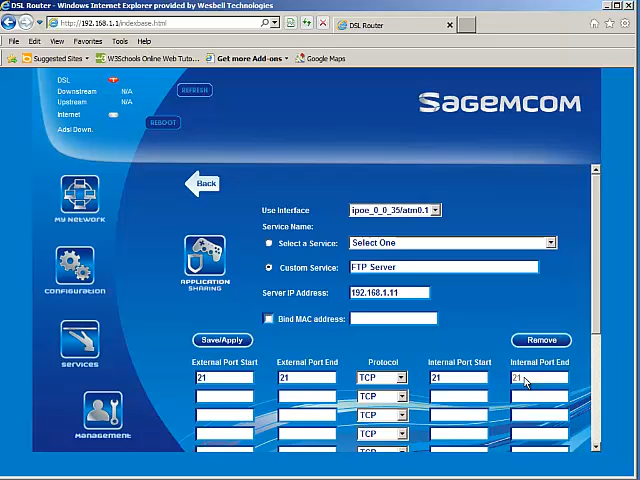 DSL Router - Windows Internet Explorer provided by Wesbell Technologies
http://192.168.1.1/indexbase.html
DSL Router
File Edit View Favorites Tools Help
Suggested Sites W3Schools Online Web Tuto... Get more Add-ons Google Maps
DSL
Downstream N/A
Upstream N/A
Internet
Adsl Down.
REFRESH
REBOOT
SAGEMCOM
Back
MY NETWORK
CONFIGURATION
SERVICES
MANAGEMENT
APPLICATION
SHARING
Use Interface ipoe_0_0_35/atm0.1
Service Name:
Select a Service: Select One
Custom Service: FTP Server
Server IP Address: 192.168.1.11
Bind MAC address:
Save/Apply Remove
External Port Start External Port End Protocol Internal Port Start Internal Port End
21 21 TCP 21 21
TCP
TCP
TCP
TCP